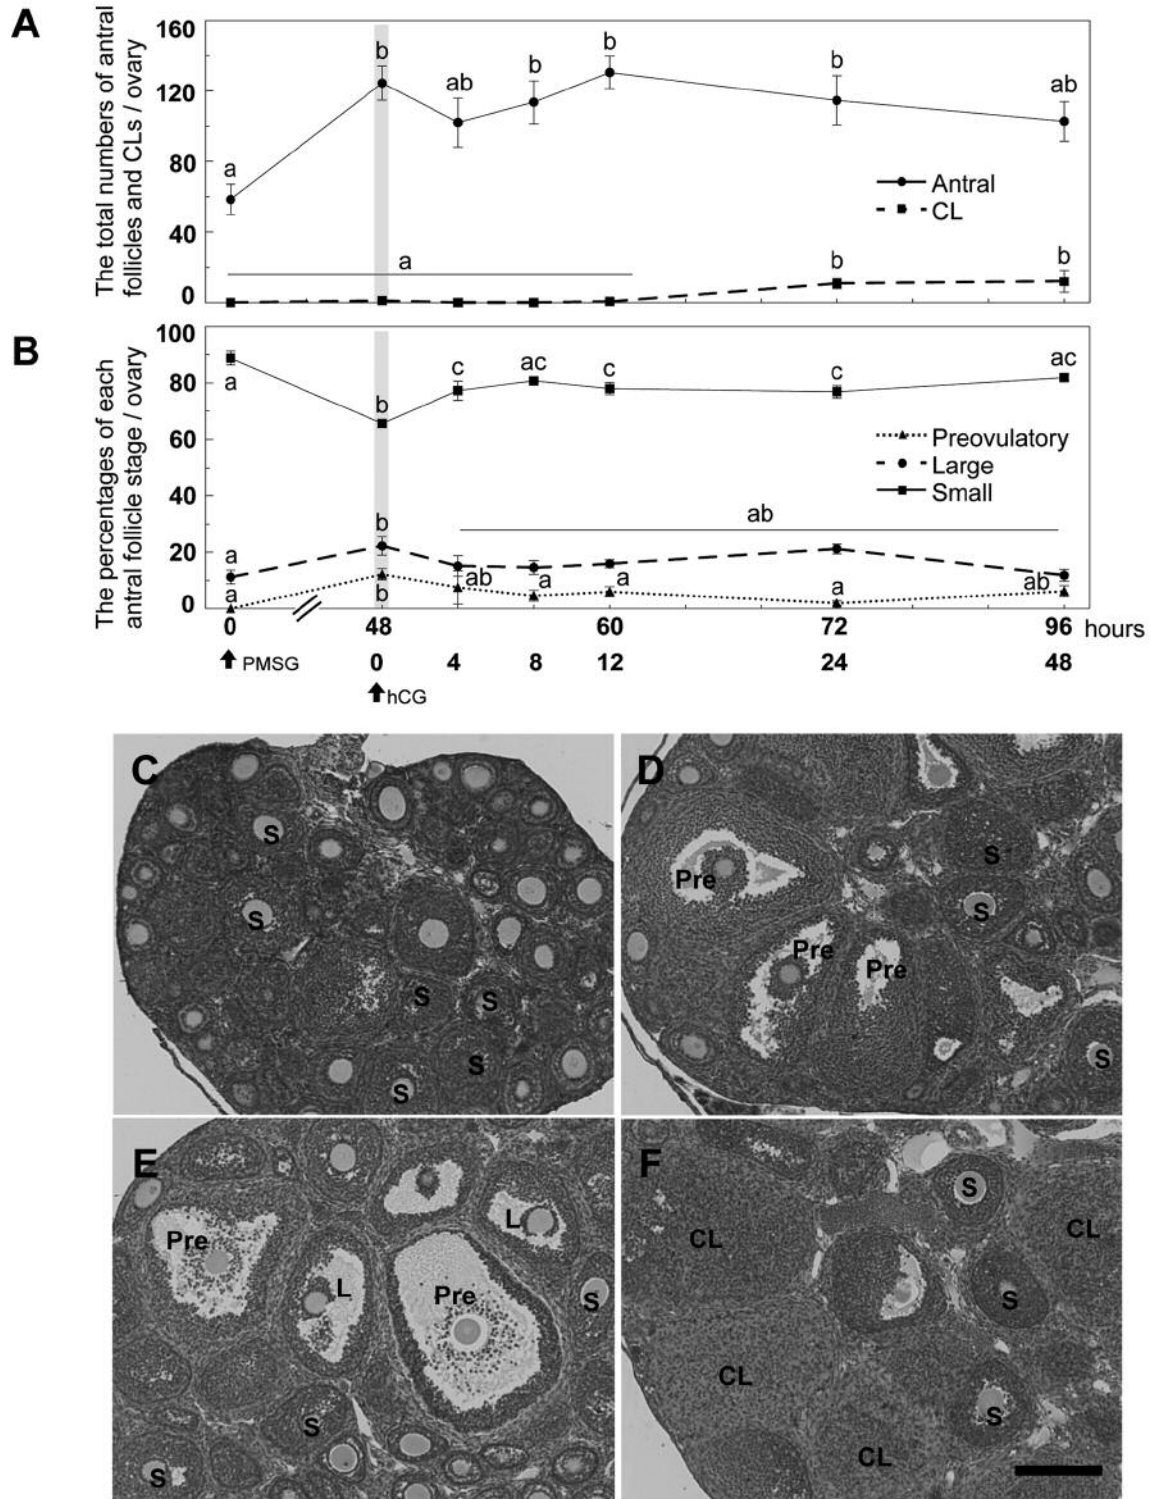 A
The total numbers of antral
follicles and CLs / ovary
160
120
80
40
0
a
b
ab
b
b
b
ab
Antral
CL
a
b
b
B
The percentages of each
antral follicle stage / ovary
100
80
60
40
20
0
a
b
c
ac
c
c
ac
Preovulatory
Large
Small
a
b
ab
a
b
ab
a
a
a
ab
0
48
60
72
96
hours
PMSG
0
4
8
12
24
48
hCG
C
S
S
S
S
S
S
D
Pre
Pre
Pre
S
S
S
E
Pre
L
L
Pre
S
S
S
F
S
CL
CL
S
CL
S
CL